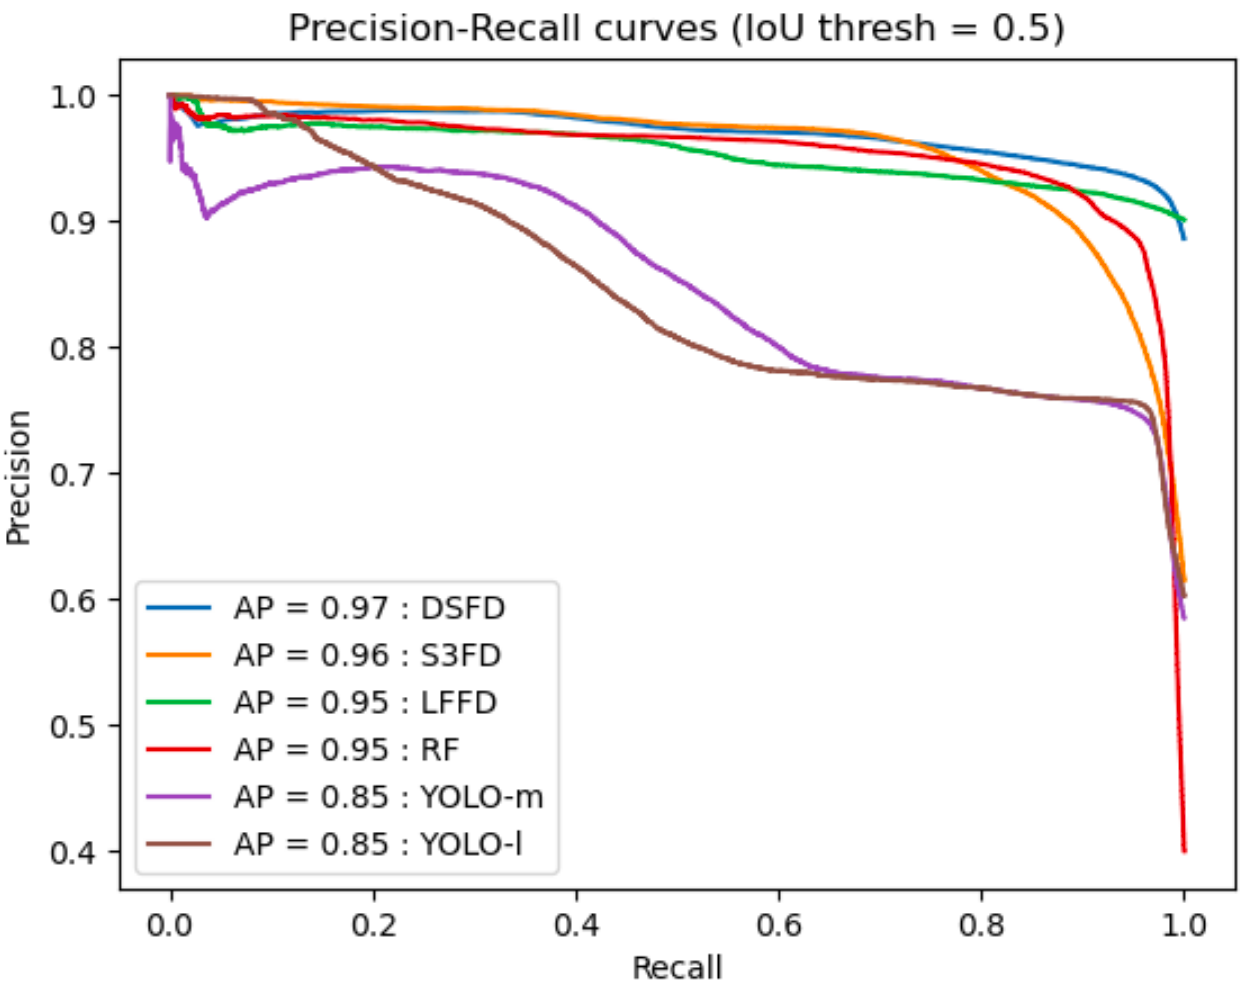 Precision-Recall curves (IoU thresh = 0.5)
1.0
0.9
0.8
0.7
0.6
0.5
0.4
Precision
AP = 0.97 : DSFD
AP = 0.96 : S3FD
AP = 0.95 : LFFD
AP = 0.95 : RF
AP = 0.85 : YOLO-m
AP = 0.85 : YOLO-l
0.0 0.2 0.4 0.6 0.8 1.0
Recall